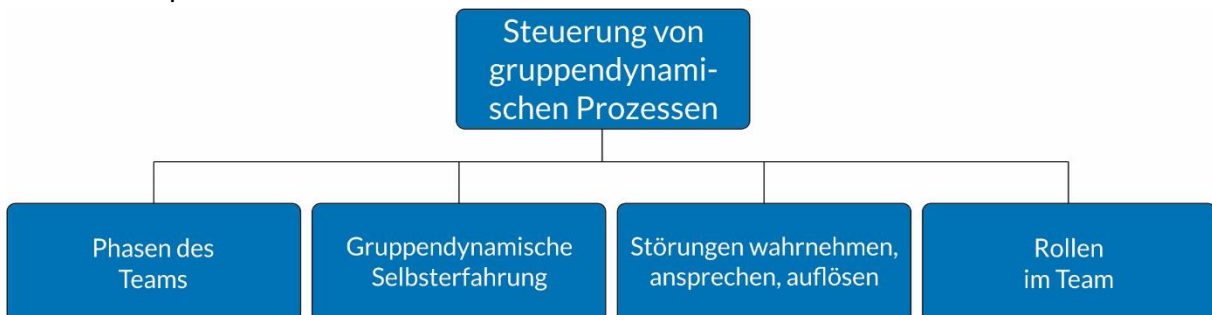 Steuerung von
gruppendynami-
schen Prozessen
Phasen des
Teams
Gruppendynamische
Selbsterfahrung
Störungen wahrnehmen,
ansprechen, auflösen
Rollen
im Team